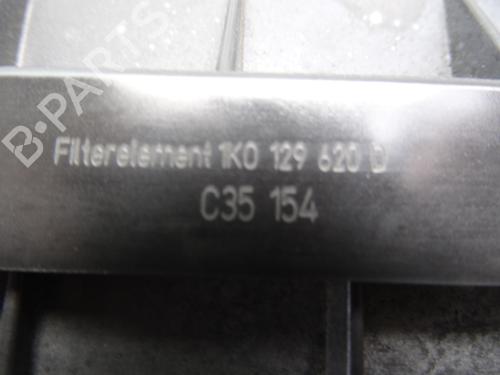 B-PARTS
Filterelement 1K0 129 620 D
C35 154